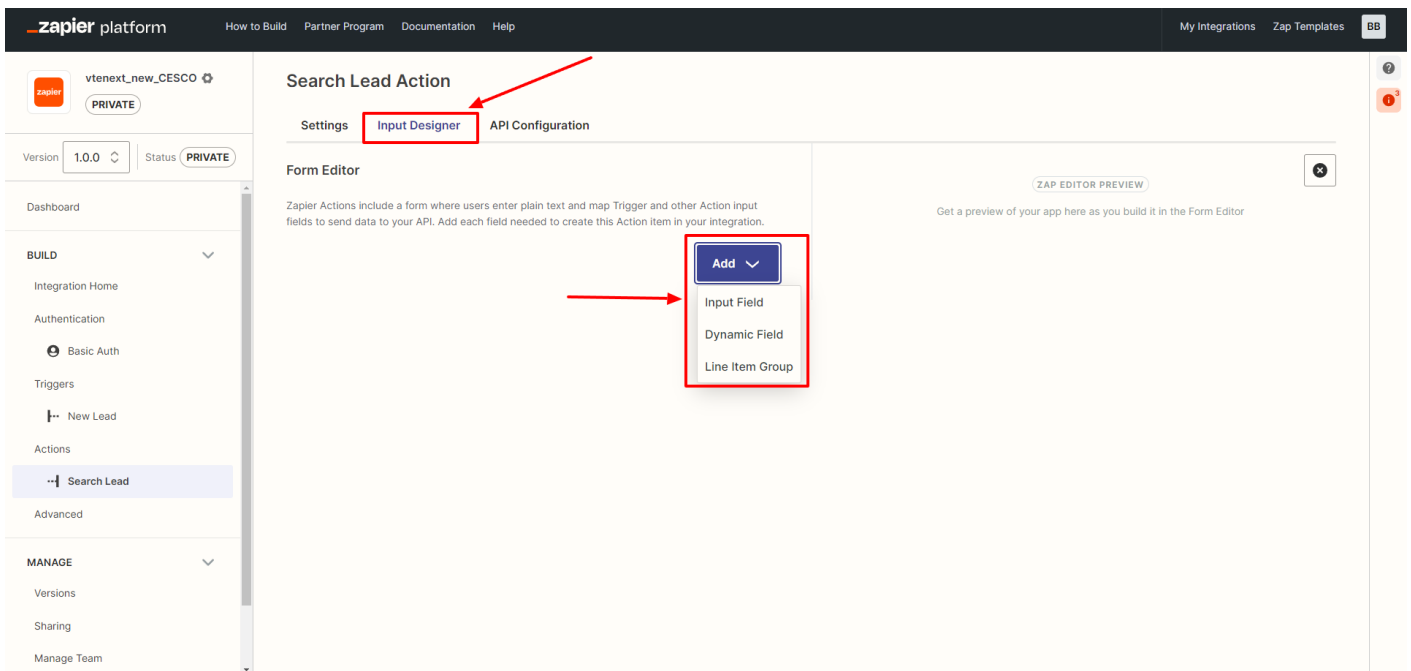 zapier platform
How to Build
Partner Program
Documentation
Help
My Integrations
Zap Templates
BB
zapier
vtenext_new_CESCO
PRIVATE
Version
1.0.0
Status
PRIVATE
Dashboard
BUILD
Integration Home
Authentication
Basic Auth
Triggers
New Lead
Actions
Search Lead
Advanced
MANAGE
Versions
Sharing
Manage Team
Search Lead Action
Settings
Input Designer
API Configuration
Form Editor
Zapier Actions include a form where users enter plain text and map Trigger and other Action input
fields to send data to your API. Add each field needed to create this Action item in your integration.
Add
Input Field
Dynamic Field
Line Item Group
ZAP EDITOR PREVIEW
Get a preview of your app here as you build it in the Form Editor
3